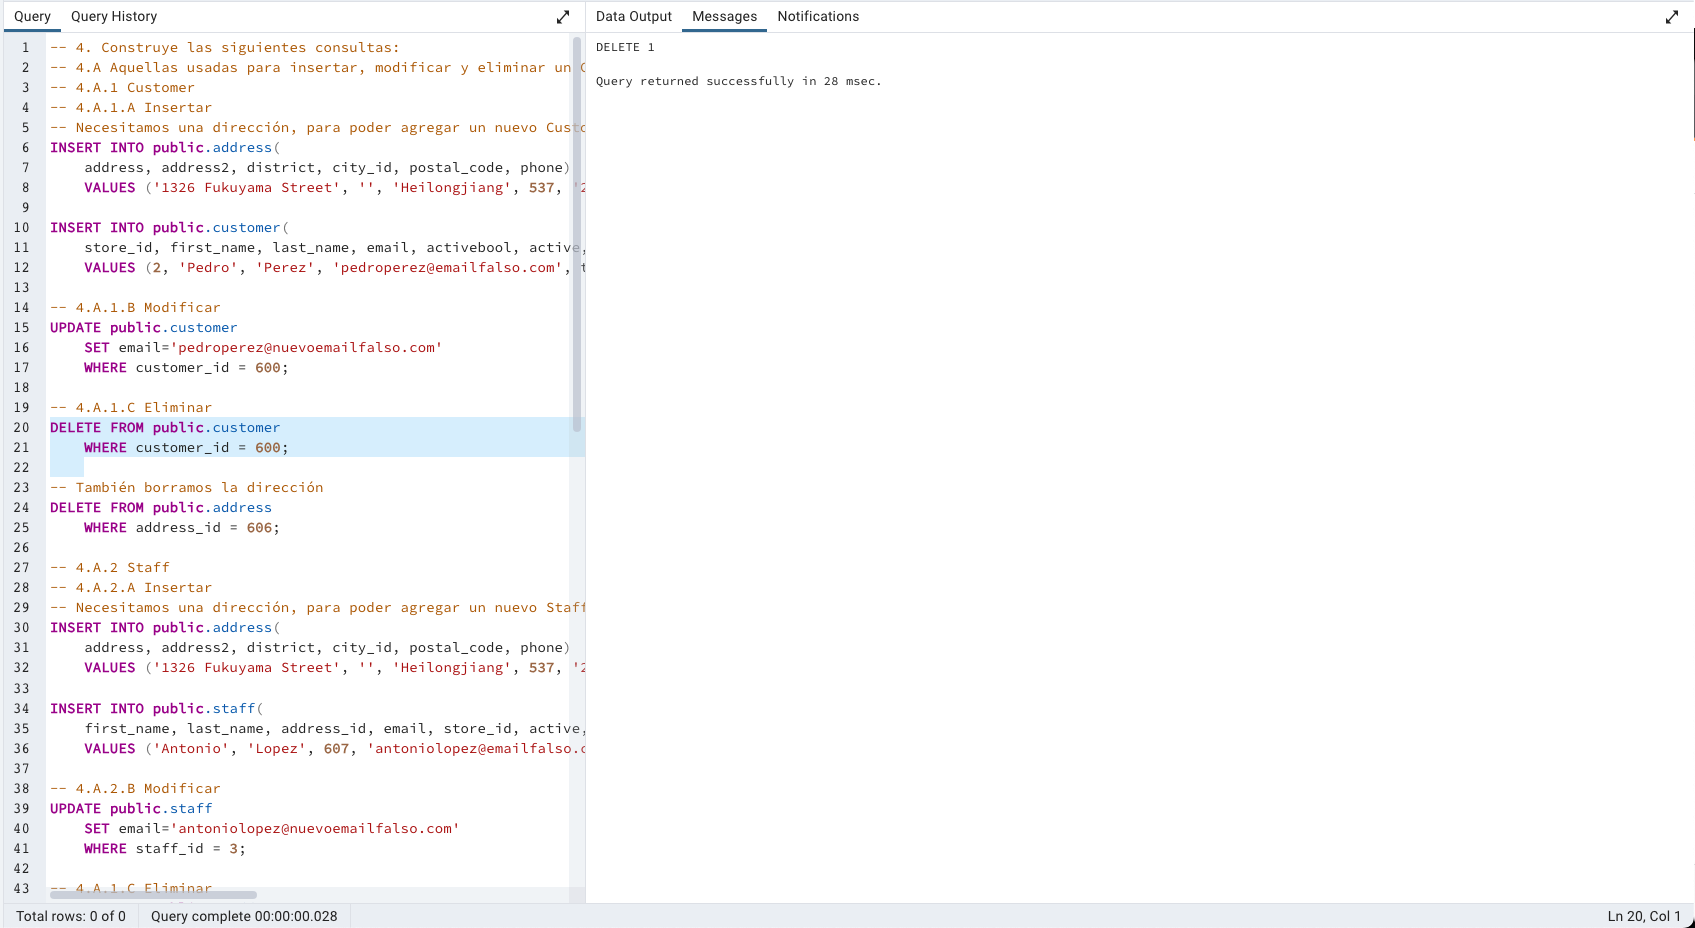 Query Query History
1 -- 4. Construye las siguientes consultas:
2 -- 4.A Aquellas usadas para insertar, modificar y eliminar un
3 -- 4.A.1 Customer
4 -- 4.A.1.A Insertar
5 -- Necesitamos una dirección, para poder agregar un nuevo Custo
6 INSERT INTO public.address(
7 address, address2, district, city_id, postal_code, phone)
8 VALUES ('1326 Fukuyama Street', '', 'Heilongjiang', 537, '2
9
10 INSERT INTO public.customer(
11 store_id, first_name, last_name, email, activebool, active,
12 VALUES (2, 'Pedro', 'Perez', 'pedroperez@emailfalso.com', t
13
14 -- 4.A.1.B Modificar
15 UPDATE public.customer
16 SET email='pedroperez@nuevoemailfalso.com'
17 WHERE customer_id = 600;
18
19 -- 4.A.1.C Eliminar
20 DELETE FROM public.customer
21 WHERE customer_id = 600;
22
23 -- También borramos la dirección
24 DELETE FROM public.address
25 WHERE address_id = 606;
26
27 -- 4.A.2 Staff
28 -- 4.A.2.A Insertar
29 -- Necesitamos una dirección, para poder agregar un nuevo Staff
30 INSERT INTO public.address(
31 address, address2, district, city_id, postal_code, phone)
32 VALUES ('1326 Fukuyama Street', '', 'Heilongjiang', 537, '2
33
34 INSERT INTO public.staff(
35 first_name, last_name, address_id, email, store_id, active,
36 VALUES ('Antonio', 'Lopez', 607, 'antoniolopez@emailfalso.c
37
38 -- 4.A.2.B Modificar
39 UPDATE public.staff
40 SET email='antoniolopez@nuevoemailfalso.com'
41 WHERE staff_id = 3;
42
43 -- 4.A.1.C Eliminar
Data Output Messages Notifications
DELETE 1
Query returned successfully in 28 msec.
Total rows: 0 of 0 Query complete 00:00:00.028 Ln 20, Col 1